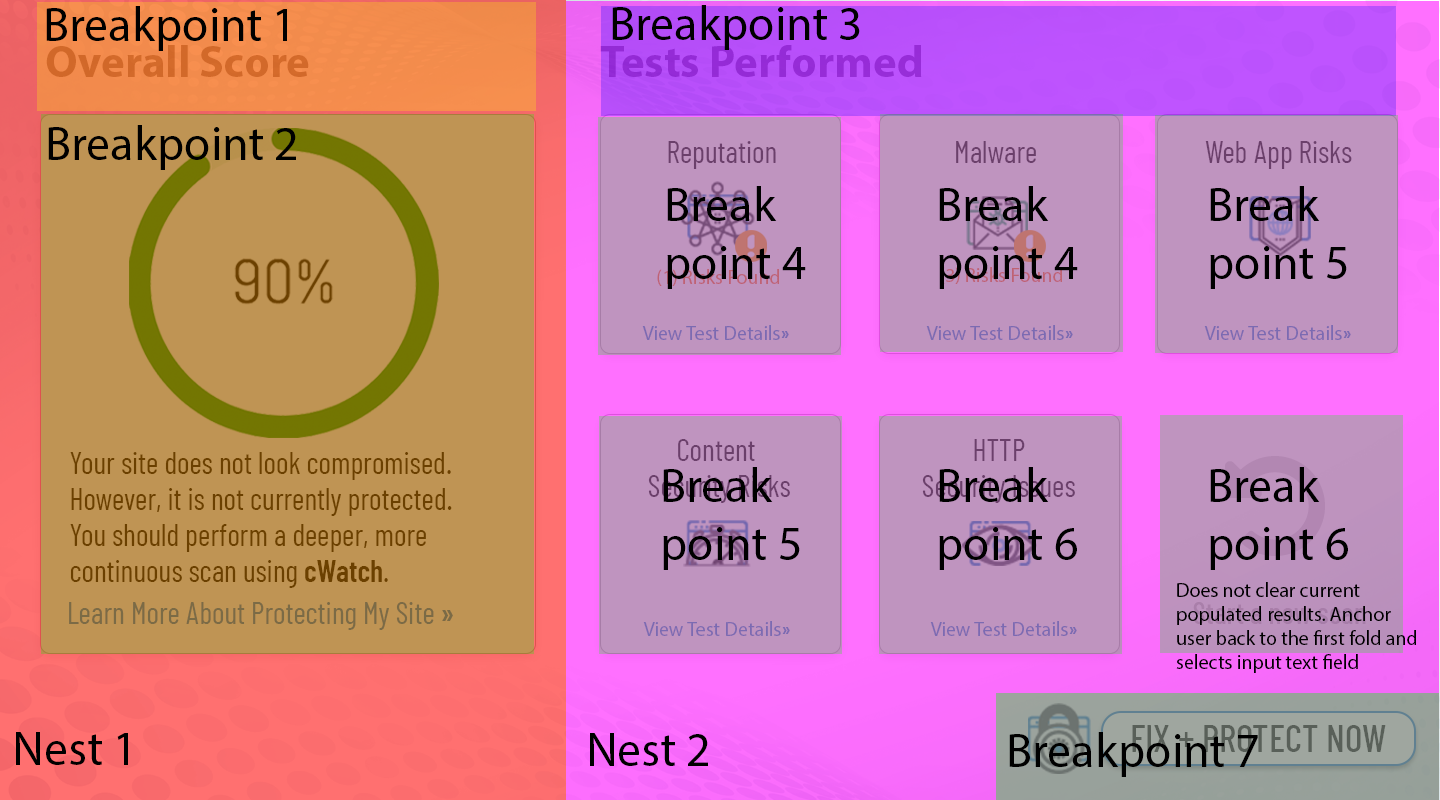 Breakpoint 1
Overall Score
Breakpoint 2
90%
Your site does not look compromised.
However, it is not currently protected.
You should perform a deeper, more
continuous scan using cWatch.
Learn More About Protecting My Site »
Nest 1
Breakpoint 3
Tests Performed
Reputation
Break
point 4
Risks Found
View Test Details»
Malware
Break
point 4
Risks Found
View Test Details»
Web App Risks
Break
point 5
View Test Details»
Content
Security Risks
Break
point 5
View Test Details»
HTTP
Security Issues
Break
point 6
View Test Details»
Break
point 6
Does not clear current
populated results. Anchor
user back to the first fold and
selects input text field
Nest 2
Breakpoint 7
FIX + PROTECT NOW